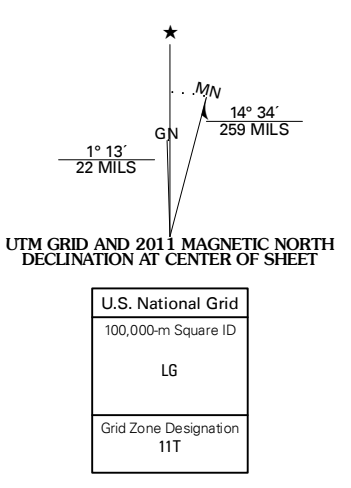 ★
MN
14° 34´
259 MILS
GN
1° 13´
22 MILS
UTM GRID AND 2011 MAGNETIC NORTH
DECLINATION AT CENTER OF SHEET
U.S. National Grid
100,000-m Square ID
LG
Grid Zone Designation
11T